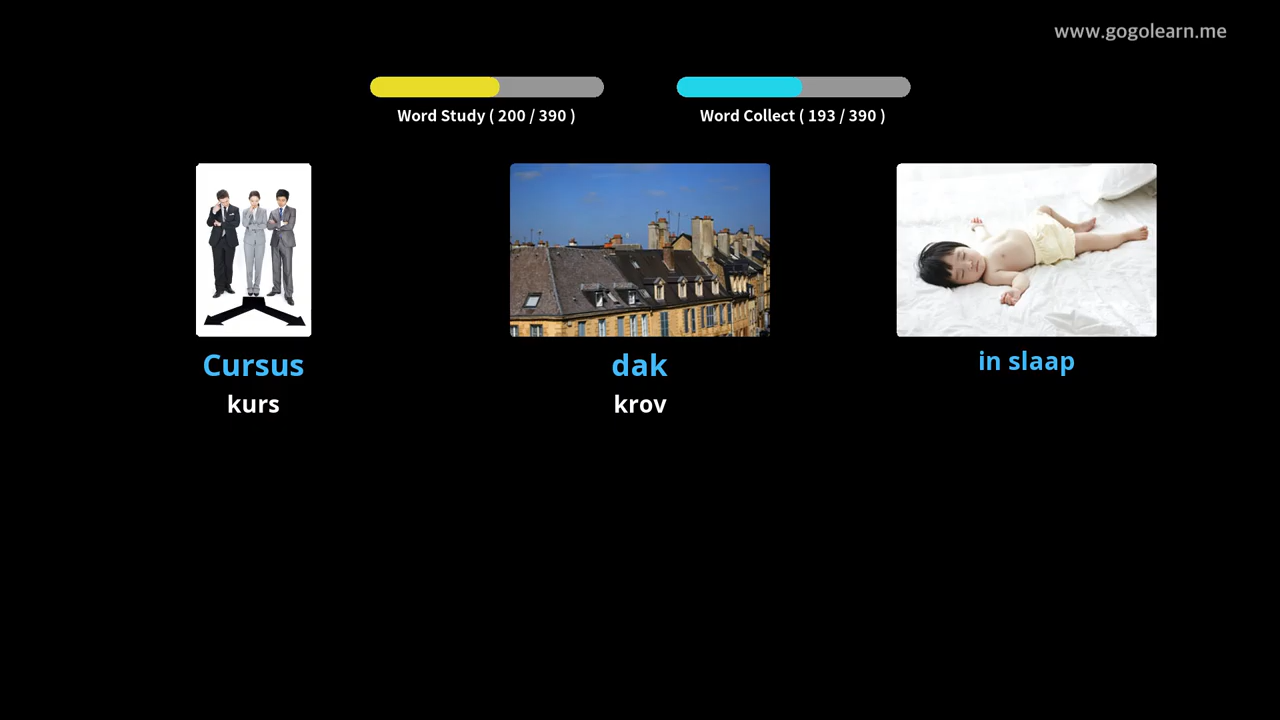 www.gogolearn.me
Word Study ( 200 / 390 )
Word Collect ( 193 / 390 )
Cursus
kurs
dak
krov
in slaap